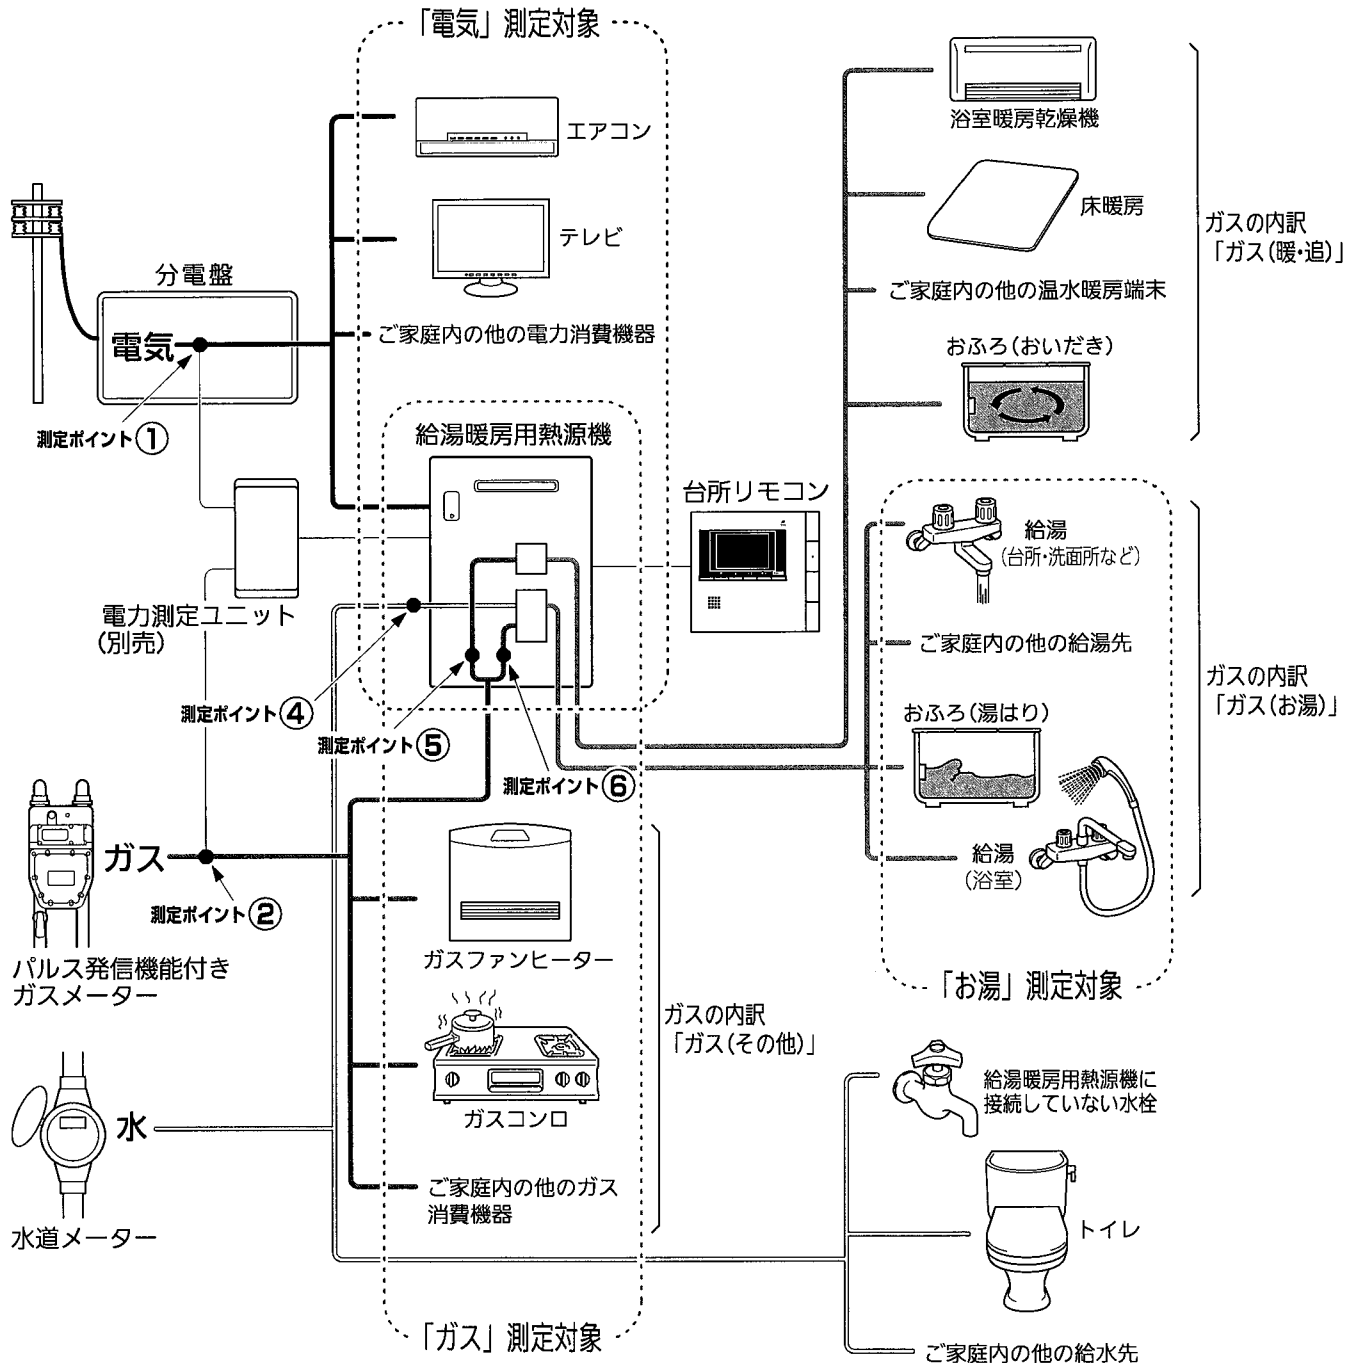 「電気」測定対象
エアコン
テレビ
ご家庭内の他の電力消費機器
分電盤
電気
測定ポイント①
給湯暖房用熱源機
台所リモコン
電力測定ユニット
(別売)
測定ポイント④
測定ポイント⑤
測定ポイント⑥
浴室暖房乾燥機
床暖房
ご家庭内の他の温水暖房端末
おふろ(おいだき)
ガスの内訳
「ガス(暖・追)」
給湯
(台所・洗面所など)
ご家庭内の他の給湯先
おふろ(湯はり)
給湯
(浴室)
「お湯」測定対象
ガスの内訳
「ガス(お湯)」
ガス
測定ポイント②
パルス発信機能付き
ガスメーター
ガスファンヒーター
ガスコンロ
ご家庭内の他のガス
消費機器
ガスの内訳
「ガス(その他)」
「ガス」測定対象
水
水道メーター
給湯暖房用熱源機に
接続していない水栓
トイレ
ご家庭内の他の給水先